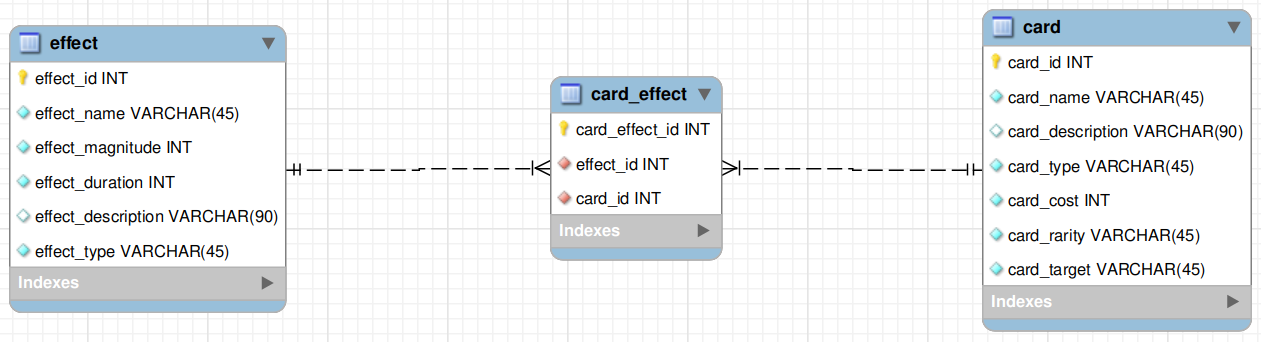 effect
effect_id INT
effect_name VARCHAR(45)
effect_magnitude INT
effect_duration INT
effect_description VARCHAR(90)
effect_type VARCHAR(45)
Indexes
card_effect
card_effect_id INT
effect_id INT
card_id INT
Indexes
card
card_id INT
card_name VARCHAR(45)
card_description VARCHAR(90)
card_type VARCHAR(45)
card_cost INT
card_rarity VARCHAR(45)
card_target VARCHAR(45)
Indexes